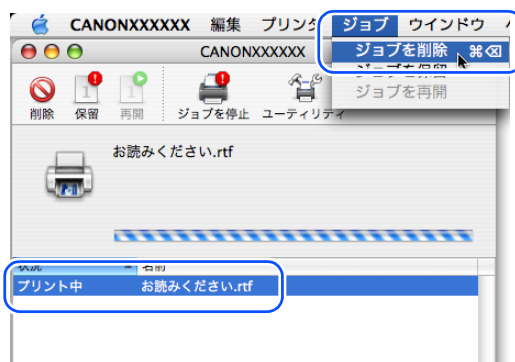 CANONXXXXXX 編集 プリンタ ジョブ ウインドウ
CANONXXXXXX
ジョブを削除 ⌘⌫
ジョブを再開
削除 保留 再開 ジョブを停止 ユーティリティ
お読みください.rtf
状況 名前
プリント中 お読みください.rtf